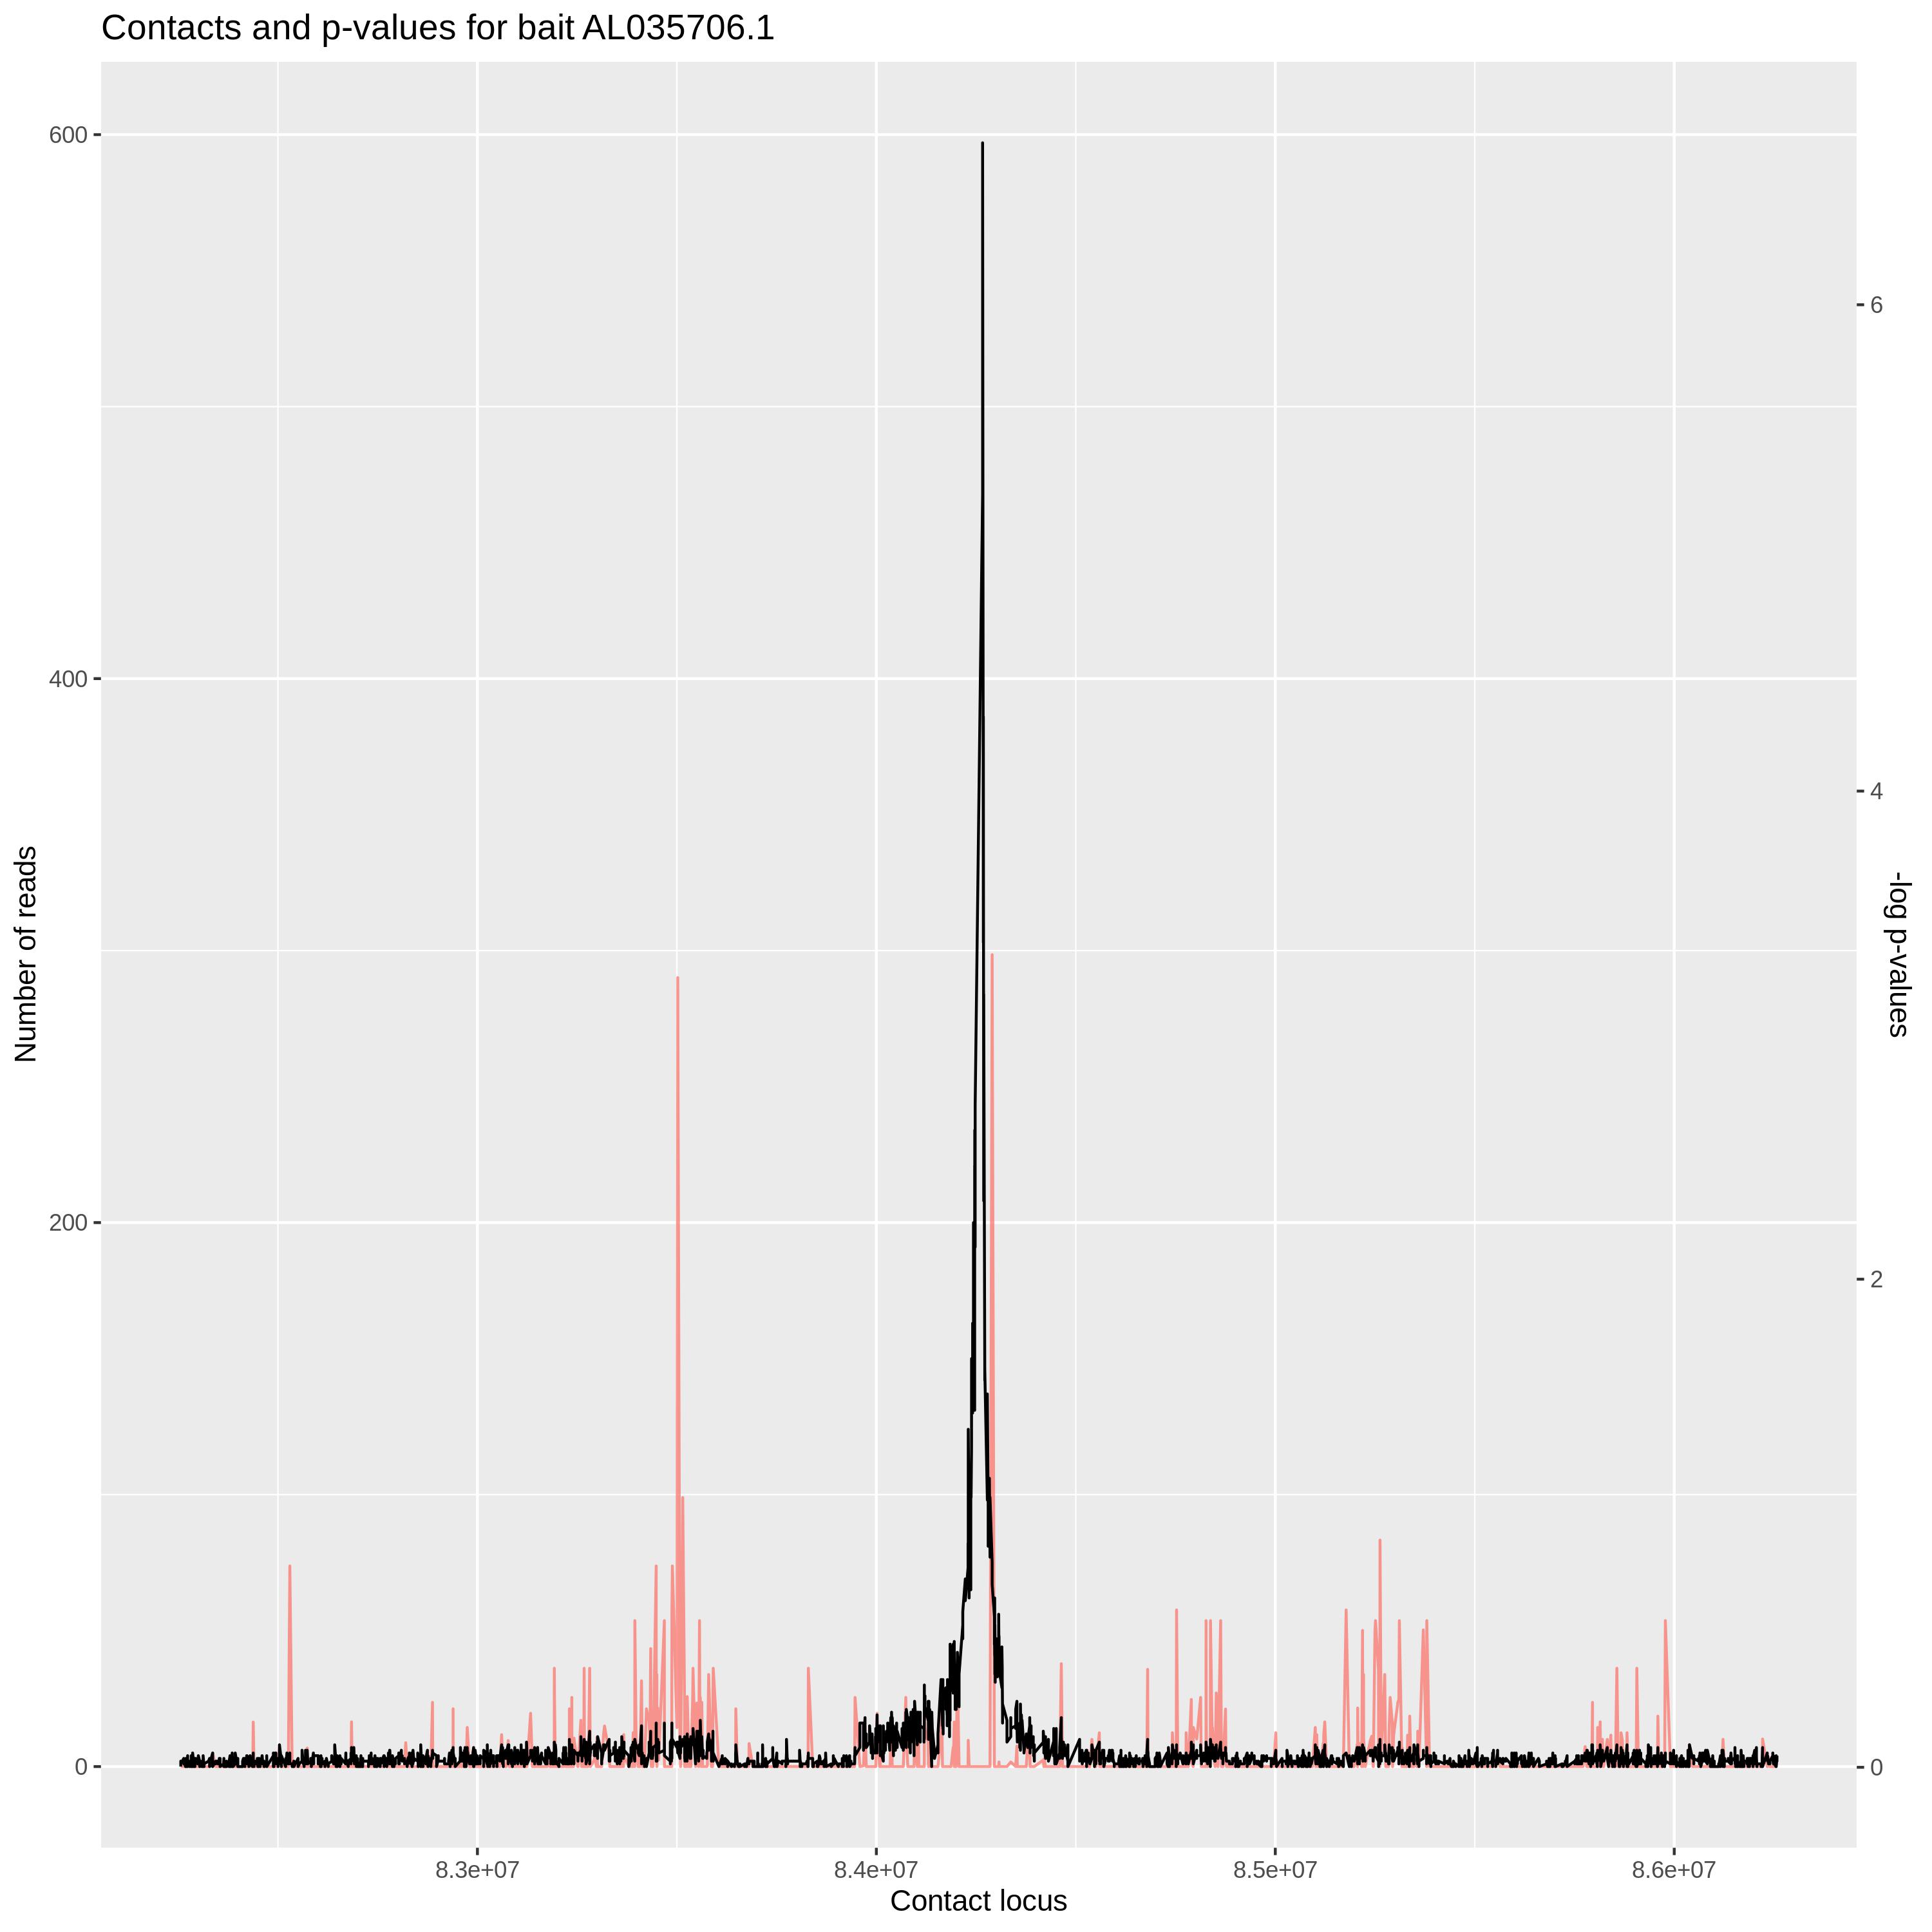 Contacts and p-values for bait AL035706.1
600
400
200
0
Number of reads
6
4
2
0
-log p-values
8.3e+07
8.4e+07
8.5e+07
8.6e+07
Contact locus